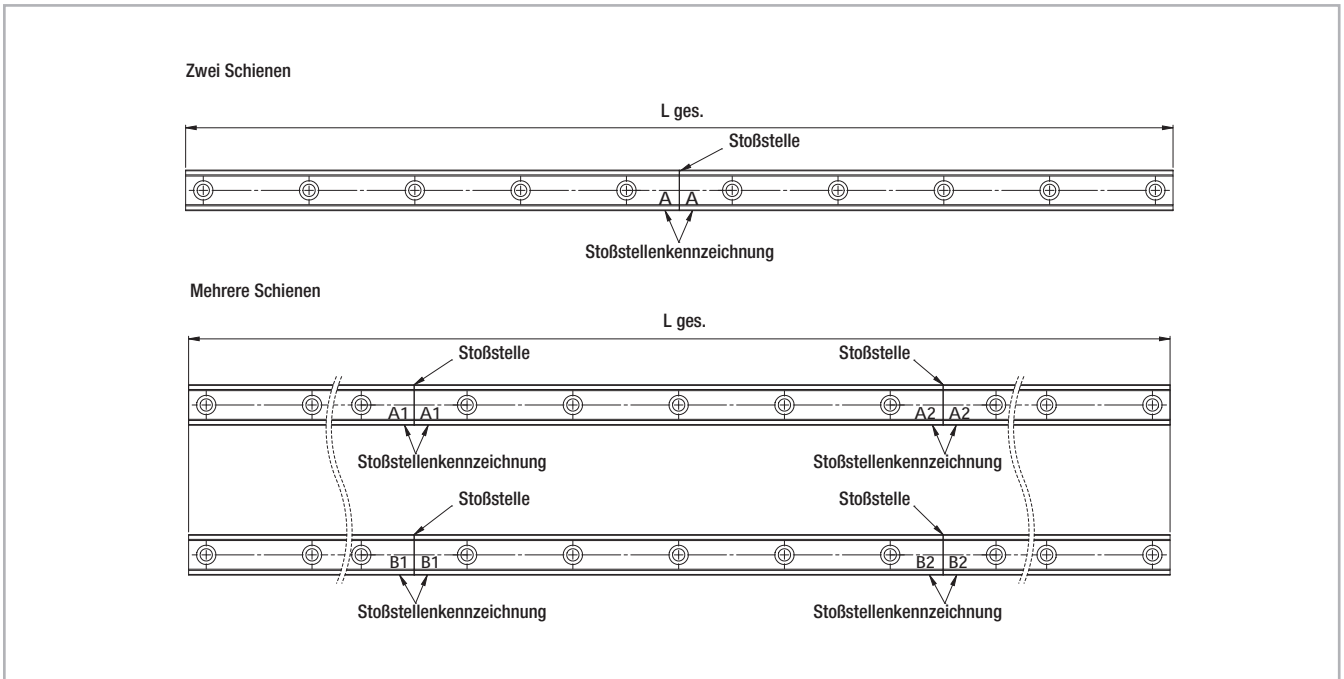 Zwei Schienen
L ges.
Stoßstelle
A A
Stoßstellenkennzeichnung
Mehrere Schienen
L ges.
Stoßstelle Stoßstelle
A1 A1 A2 A2
Stoßstellenkennzeichnung Stoßstellenkennzeichnung
Stoßstelle Stoßstelle
B1 B1 B2 B2
Stoßstellenkennzeichnung Stoßstellenkennzeichnung